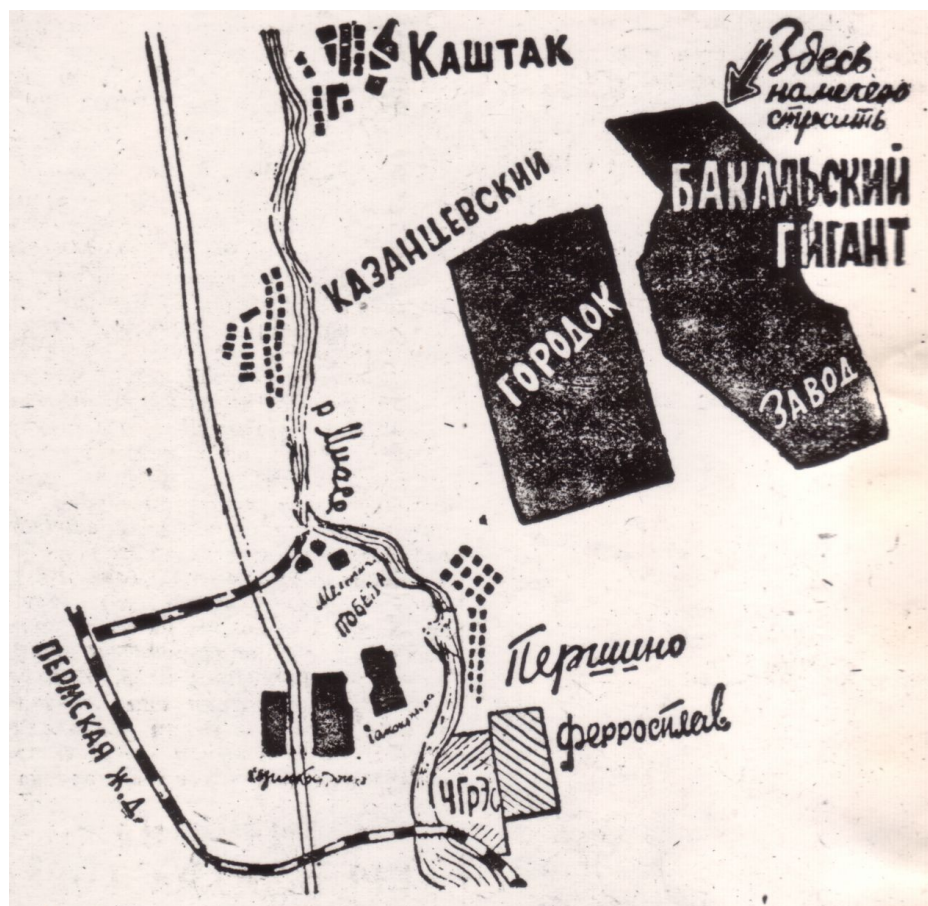 КАШТАК
Здесь
намечено
строить
БАКАЛЬСКИЙ
ГИГАНТ
КАЗАНЦЕВСКИЙ
ГОРОДОК
ЗАВОД
р Миасс
ПОБЕДА
ПЕРМСКАЯ Ж.Д.
Першино
ферросплав
ЧГРЭС